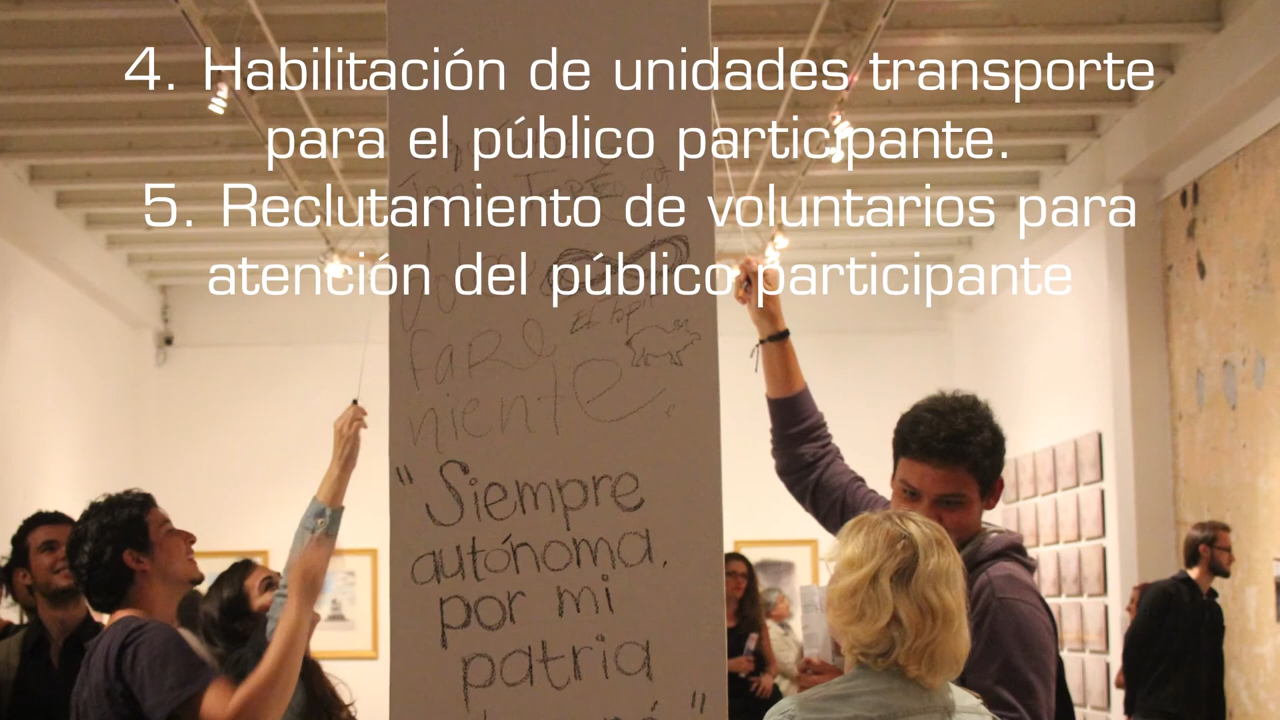 4. Habilitación de unidades transporte
para el público participante.
5. Reclutamiento de voluntarios para
atención del público participante
fare
niente.
"Siempre
autónoma,
por mi
patria
"